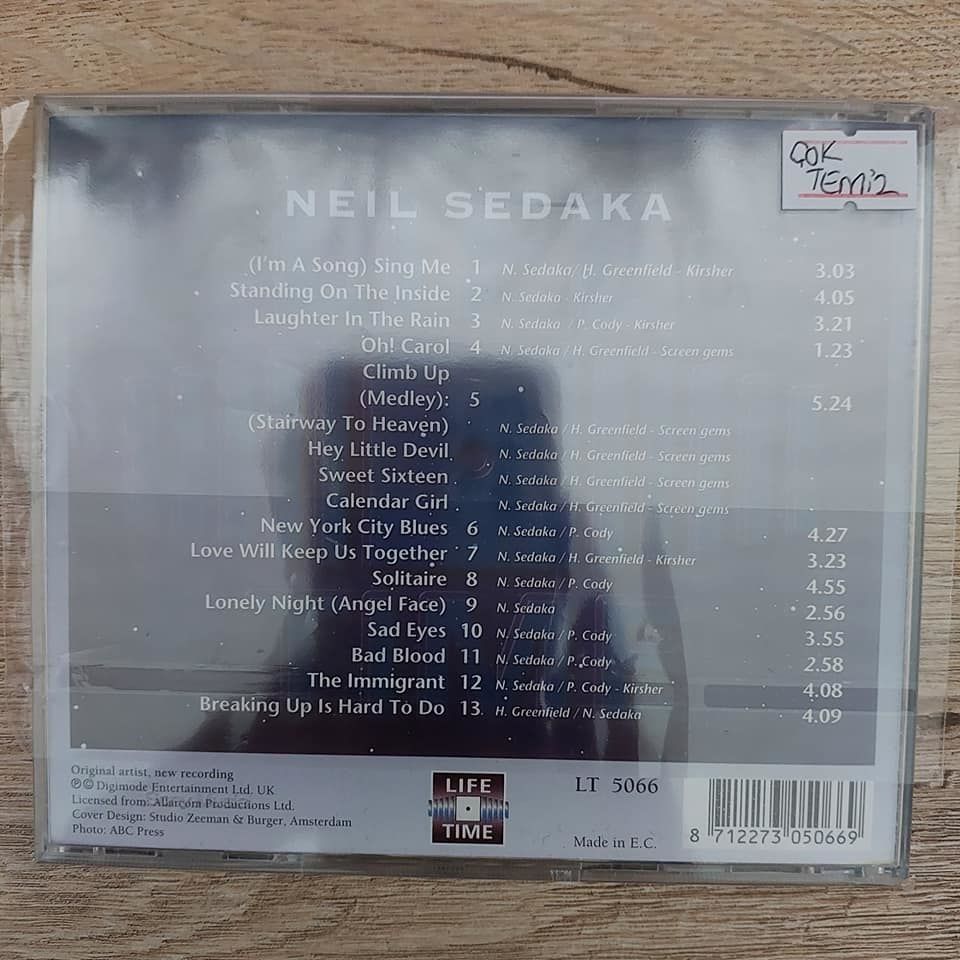 ÇOK
TEMİZ
NEIL SEDAKA
(I'm A Song) Sing Me 1 N. Sedaka/ H. Greenfield - Kirsher 3.03
Standing On The Inside 2 N. Sedaka - Kirsher 4.05
Laughter In The Rain 3 N. Sedaka / P. Cody - Kirsher 3.21
Oh! Carol 4 N. Sedaka / H. Greenfield - Screen gems 1.23
Climb Up
(Medley): 5 5.24
(Stairway To Heaven) N. Sedaka / H. Greenfield - Screen gems
Hey Little Devil N. Sedaka / H. Greenfield - Screen gems
Sweet Sixteen N. Sedaka / H. Greenfield - Screen gems
Calendar Girl N. Sedaka / H. Greenfield - Screen gems
New York City Blues 6 N. Sedaka / P. Cody 4.27
Love Will Keep Us Together 7 N. Sedaka / H. Greenfield - Kirsher 3.23
Solitaire 8 N. Sedaka / P. Cody 4.55
Lonely Night (Angel Face) 9 N. Sedaka 2.56
Sad Eyes 10 N. Sedaka / P. Cody 3.55
Bad Blood 11 N. Sedaka / P. Cody 2.58
The Immigrant 12 N. Sedaka / P. Cody - Kirsher 4.08
Breaking Up Is Hard To Do 13 H. Greenfield / N. Sedaka 4.09
Original artist, new recording
℗ © Digimode Entertainment Ltd. UK
Licensed from: Allarcom Productions Ltd.
Cover Design: Studio Zeeman & Burger, Amsterdam
Photo: ABC Press
LIFE
TIME
LT 5066
Made in E.C.
8 712273 050669